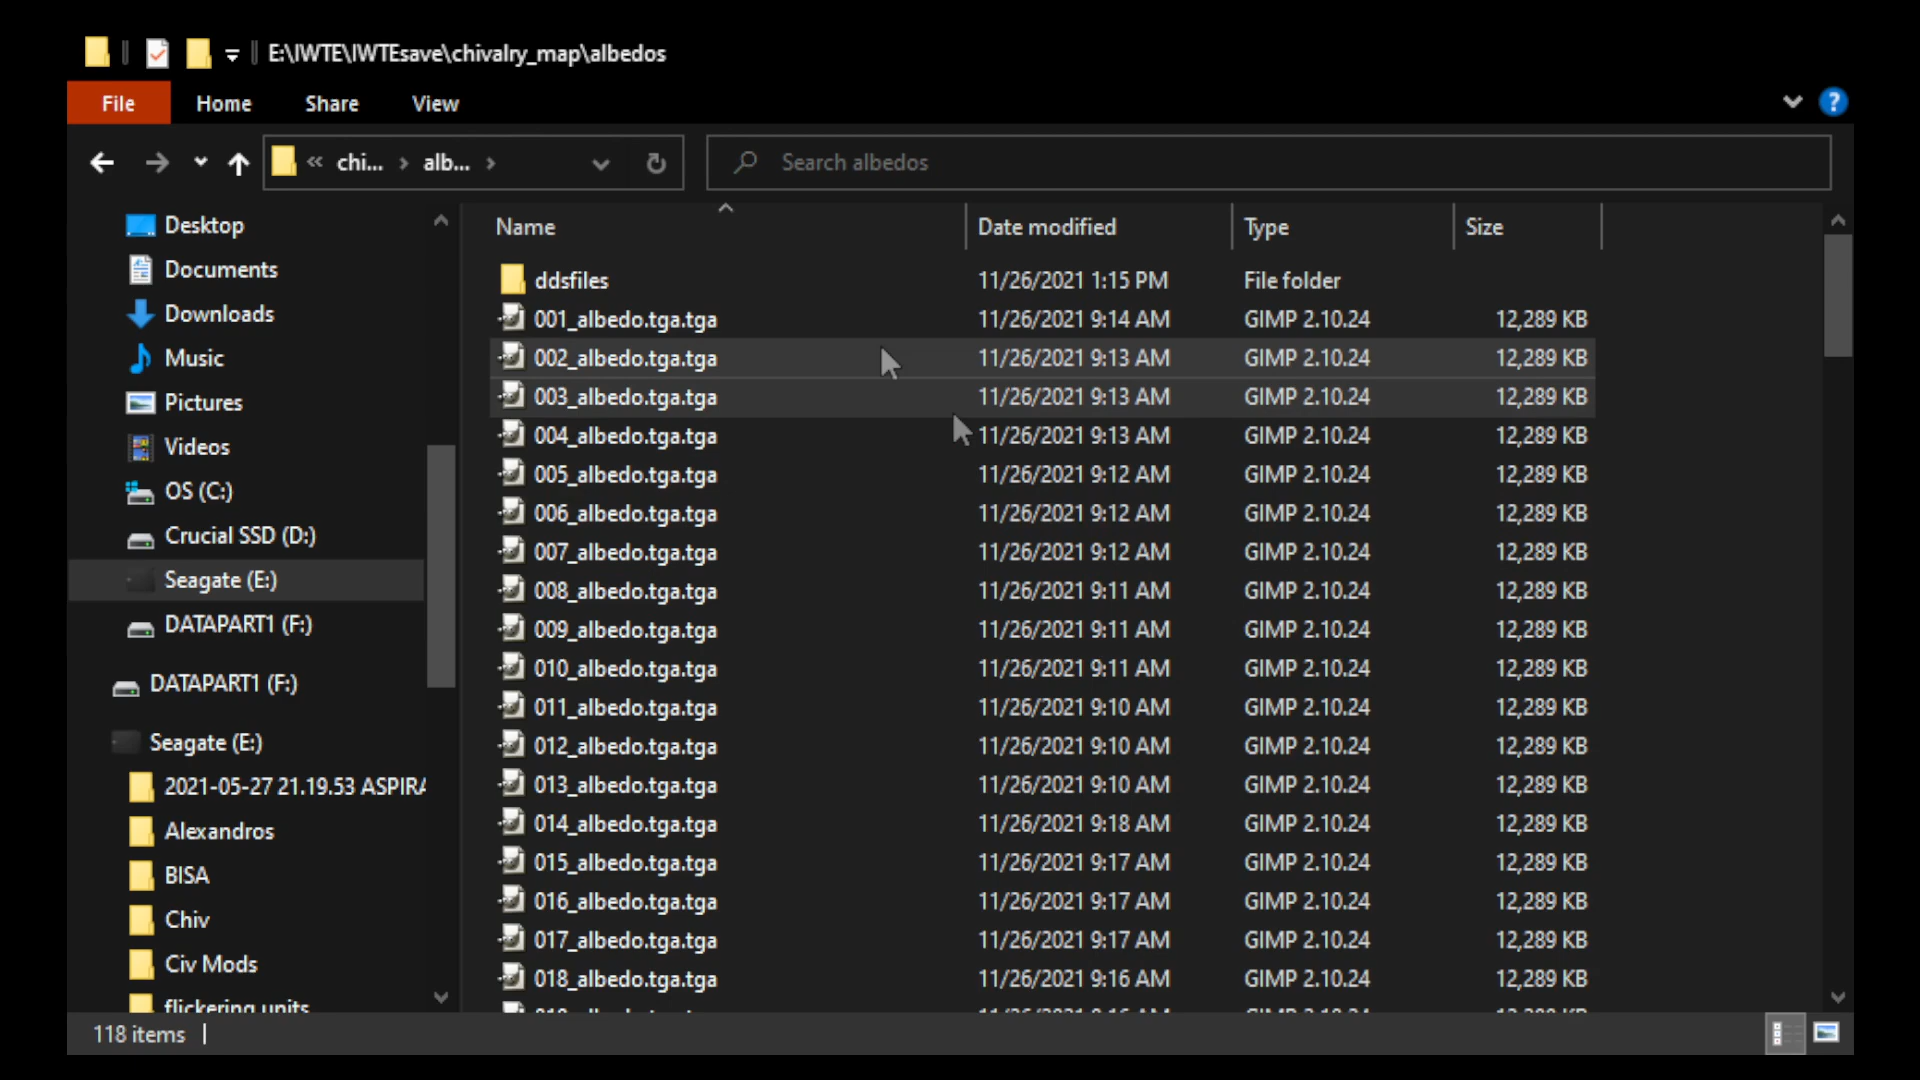 E:\IWTE\IWTEsave\chivalry_map\albedos
File Home Share View
« chi... > alb... > Search albedos
Desktop
Documents
Downloads
Music
Pictures
Videos
OS (C:)
Crucial SSD (D:)
Seagate (E:)
DATAPART1 (F:)
DATAPART1 (F:)
Seagate (E:)
2021-05-27 21.19.53 ASPIRA
Alexandros
BISA
Chiv
Civ Mods
flickering units
Name Date modified Type Size
ddsfiles 11/26/2021 1:15 PM File folder
001_albedo.tga.tga 11/26/2021 9:14 AM GIMP 2.10.24 12,289 KB
002_albedo.tga.tga 11/26/2021 9:13 AM GIMP 2.10.24 12,289 KB
003_albedo.tga.tga 11/26/2021 9:13 AM GIMP 2.10.24 12,289 KB
004_albedo.tga.tga 11/26/2021 9:13 AM GIMP 2.10.24 12,289 KB
005_albedo.tga.tga 11/26/2021 9:12 AM GIMP 2.10.24 12,289 KB
006_albedo.tga.tga 11/26/2021 9:12 AM GIMP 2.10.24 12,289 KB
007_albedo.tga.tga 11/26/2021 9:12 AM GIMP 2.10.24 12,289 KB
008_albedo.tga.tga 11/26/2021 9:11 AM GIMP 2.10.24 12,289 KB
009_albedo.tga.tga 11/26/2021 9:11 AM GIMP 2.10.24 12,289 KB
010_albedo.tga.tga 11/26/2021 9:11 AM GIMP 2.10.24 12,289 KB
011_albedo.tga.tga 11/26/2021 9:10 AM GIMP 2.10.24 12,289 KB
012_albedo.tga.tga 11/26/2021 9:10 AM GIMP 2.10.24 12,289 KB
013_albedo.tga.tga 11/26/2021 9:10 AM GIMP 2.10.24 12,289 KB
014_albedo.tga.tga 11/26/2021 9:18 AM GIMP 2.10.24 12,289 KB
015_albedo.tga.tga 11/26/2021 9:17 AM GIMP 2.10.24 12,289 KB
016_albedo.tga.tga 11/26/2021 9:17 AM GIMP 2.10.24 12,289 KB
017_albedo.tga.tga 11/26/2021 9:17 AM GIMP 2.10.24 12,289 KB
018_albedo.tga.tga 11/26/2021 9:16 AM GIMP 2.10.24 12,289 KB
118 items